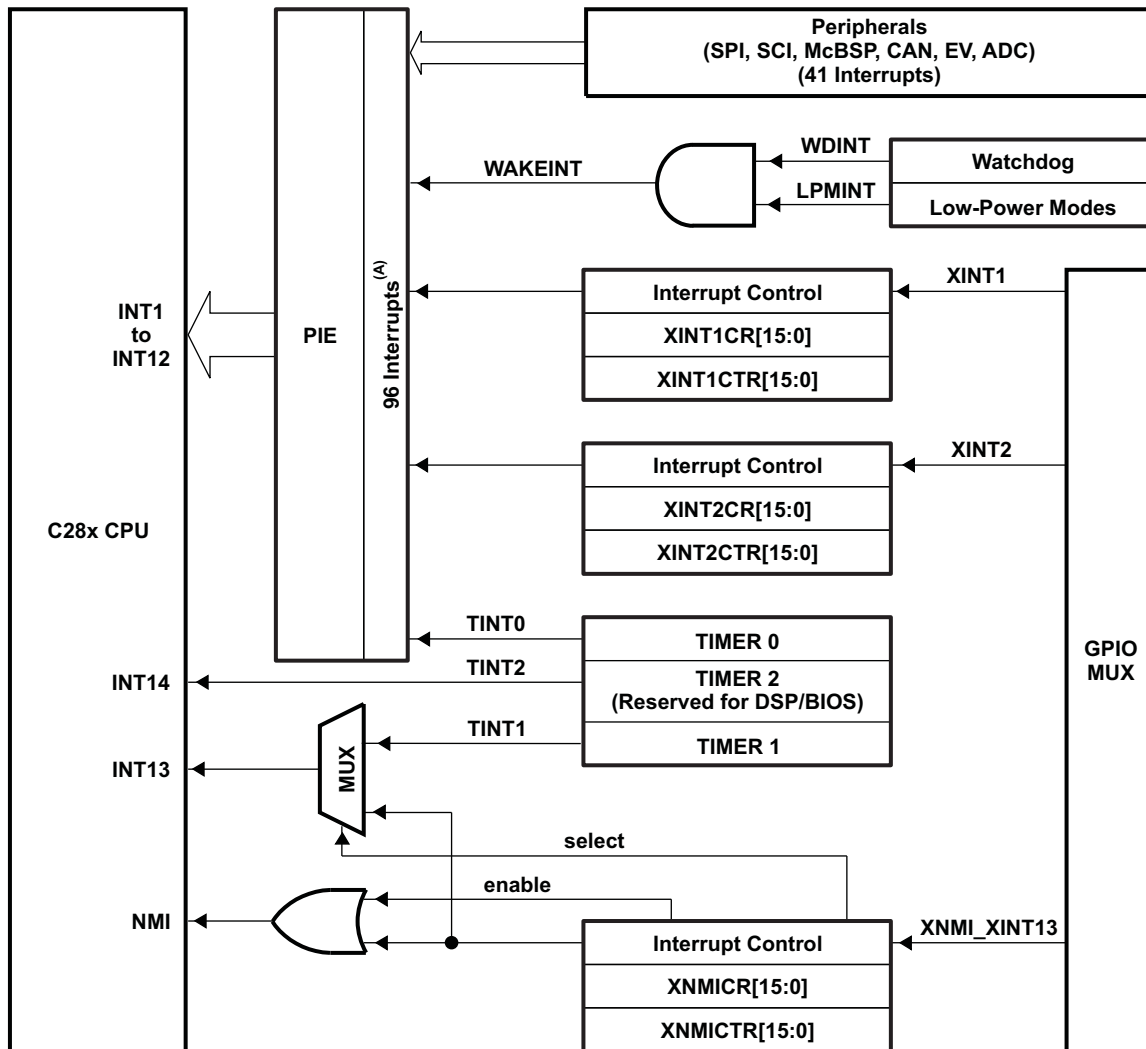 Peripherals
(SPI, SCI, McBSP, CAN, EV, ADC)
(41 Interrupts)
WDINT
Watchdog
WAKEINT
LPMINT
Low-Power Modes
INT1
to
INT12
PIE
96 Interrupts(A)
Interrupt Control
XINT1
XINT1CR[15:0]
XINT1CTR[15:0]
Interrupt Control
XINT2
XINT2CR[15:0]
XINT2CTR[15:0]
C28x CPU
TINT0
TIMER 0
GPIO
MUX
INT14
TINT2
TIMER 2
(Reserved for DSP/BIOS)
TINT1
TIMER 1
INT13
MUX
select
enable
NMI
Interrupt Control
XNMI_XINT13
XNMICR[15:0]
XNMICTR[15:0]